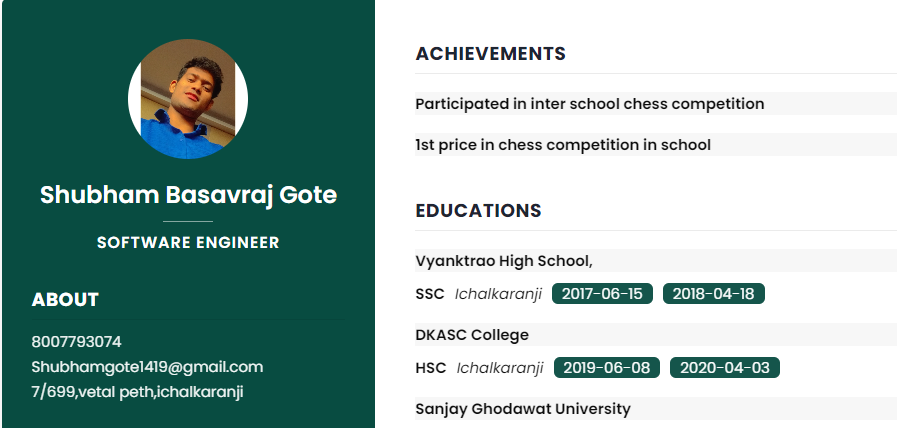 Shubham Basavraj Gote
SOFTWARE ENGINEER
ABOUT
8007793074
Shubhamgote1419@gmail.com
7/699,vetal peth,ichalkaranji
ACHIEVEMENTS
Participated in inter school chess competition
1st price in chess competition in school
EDUCATIONS
Vyanktrao High School,
SSC Ichalkaranji 2017-06-15 2018-04-18
DKASC College
HSC Ichalkaranji 2019-06-08 2020-04-03
Sanjay Ghodawat University